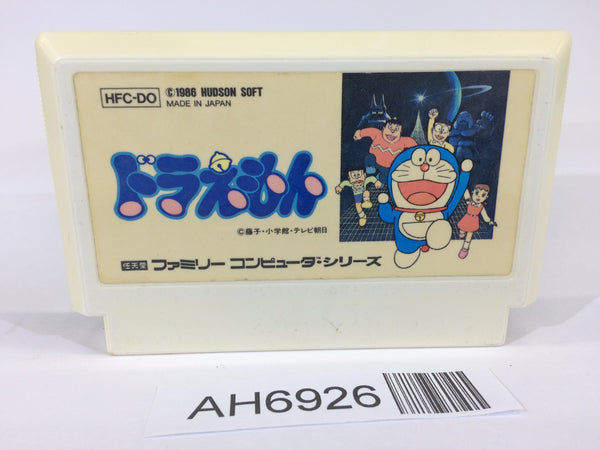 HFC-DO
©1986 HUDSON SOFT
MADE IN JAPAN
ドラえもん
©藤子・小学館・テレビ朝日
任天堂 ファミリー コンピュータ・シリーズ
AH6926